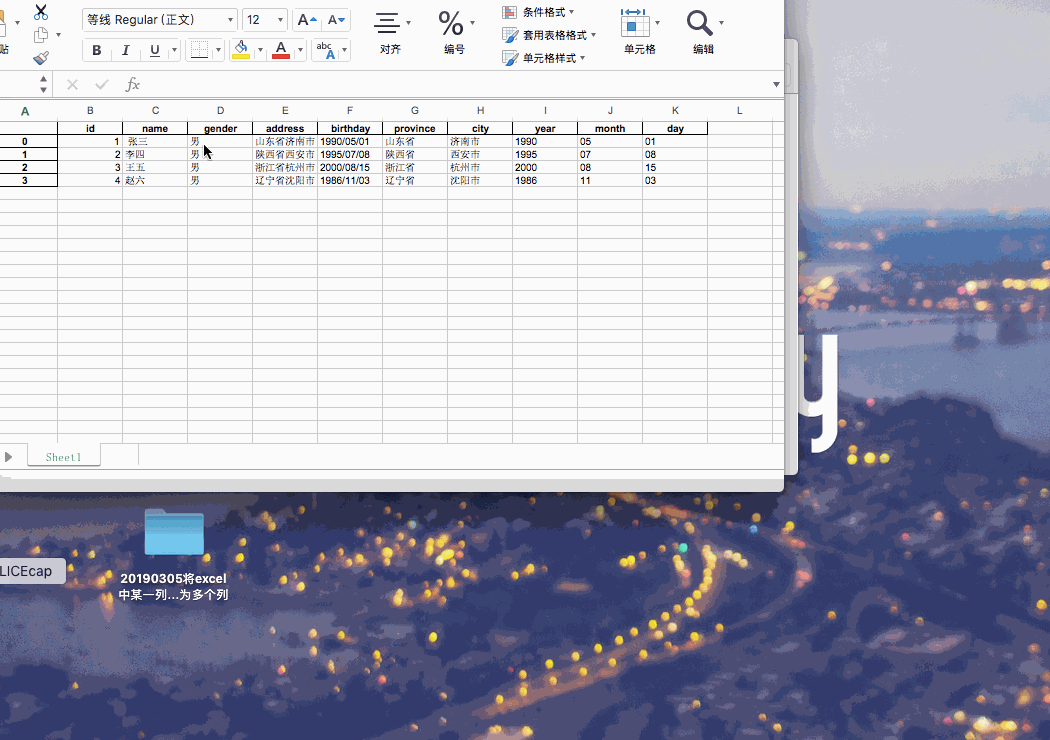 等线 Regular (正文)
12
A
A
贴
B
I
U
A
abc
A
对齐
%
编号
条件格式
套用表格格式
单元格样式
单元格
编辑
fx
A B C D E F G H I J K L
id name gender address birthday province city year month day
0 1 张三 男 山东省济南市 1990/05/01 山东省 济南市 1990 05 01
1 2 李四 男 陕西省西安市 1995/07/08 陕西省 西安市 1995 07 08
2 3 王五 男 浙江省杭州市 2000/08/15 浙江省 杭州市 2000 08 15
3 4 赵六 男 辽宁省沈阳市 1986/11/03 辽宁省 沈阳市 1986 11 03
y
Sheet1
LICEcap
20190305将excel
中某一列...为多个列